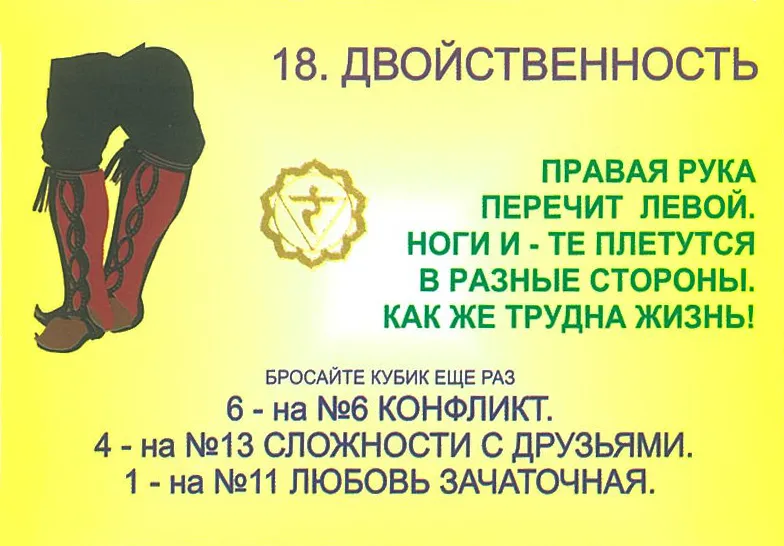 18. ДВОЙСТВЕННОСТЬ
ПРАВАЯ РУКА
ПЕРЕЧИТ ЛЕВОЙ.
НОГИ И - ТЕ ПЛЕТУТСЯ
В РАЗНЫЕ СТОРОНЫ.
КАК ЖЕ ТРУДНА ЖИЗНЬ!
БРОСАЙТЕ КУБИК ЕЩЕ РАЗ
6 - на №6 КОНФЛИКТ.
4 - на №13 СЛОЖНОСТИ С ДРУЗЬЯМИ.
1 - на №11 ЛЮБОВЬ ЗАЧАТОЧНАЯ.